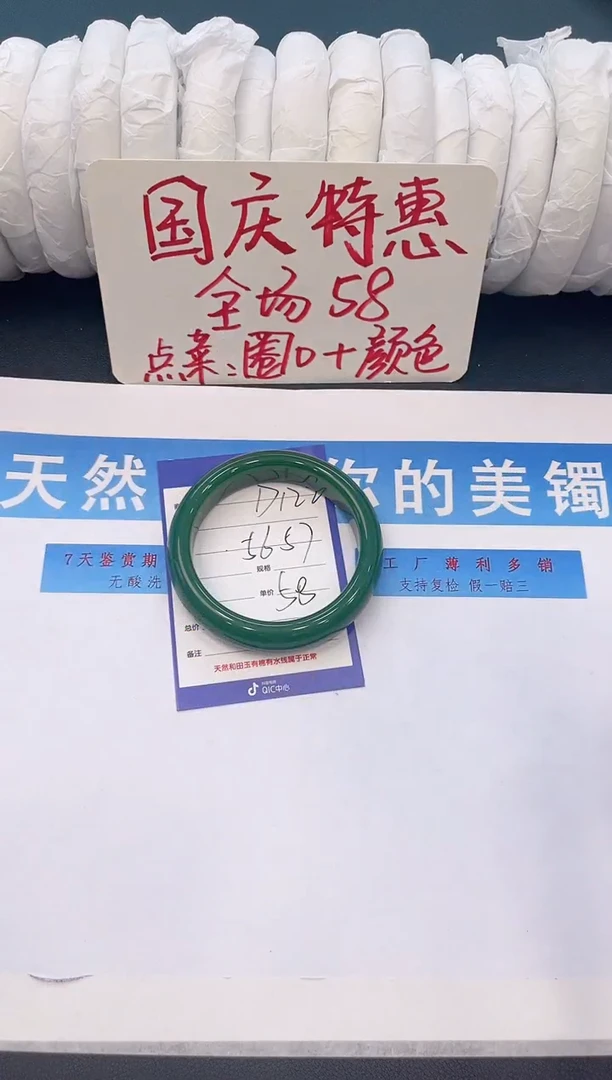 国庆特惠
全场58
点菜:圈口+颜色
天然 你的美镯
7天鉴赏期
无酸洗
工厂薄利多销
支持复检 假一赔三
5657
规格
单价 58
总价
备注
天然和田玉有棉有水线属于正常
QIC中心